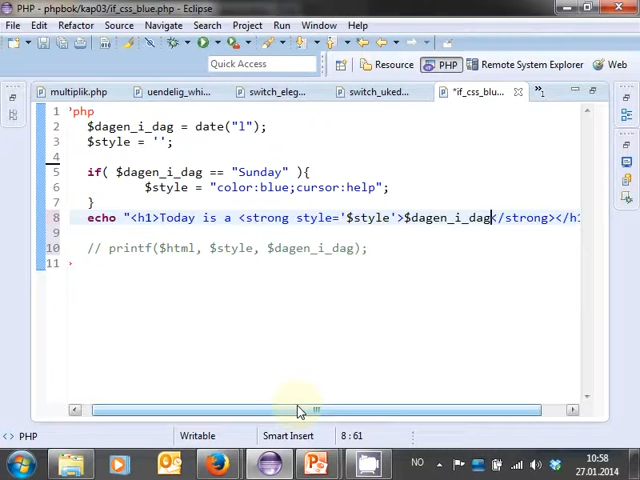 PHP - phpbok/kap03/if_css_blue.php - Eclipse
File Edit Refactor Source Navigate Search Project Run Window Help
Quick Access
Resource PHP Remote System Explorer Web
multiplik.php uendelig_whi... switch_eleg... switch_uked... *if_css_blu... »1
1 ?php
2 $dagen_i_dag = date("l");
3 $style = '';
4
5 if( $dagen_i_dag == "Sunday" ){
6 $style = "color:blue;cursor:help";
7 }
8 echo "<h1>Today is a <strong style='$style'>$dagen_i_dag</strong></h1
9
10 // printf($html, $style, $dagen_i_dag);
11
PHP Writable Smart Insert 8 : 61
NO 10:58
27.01.2014